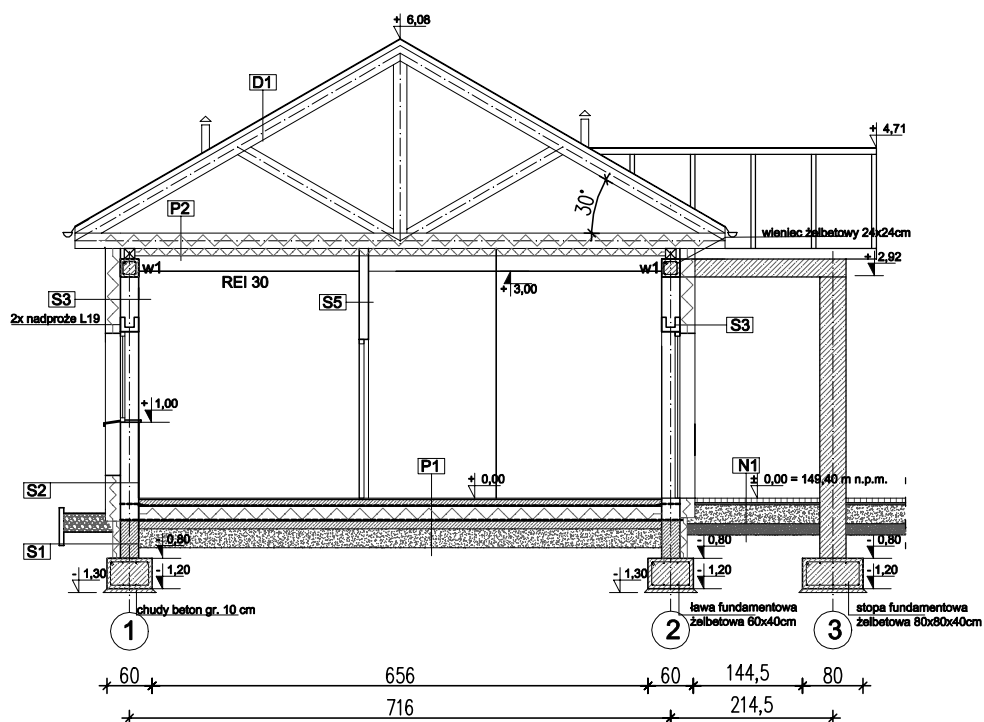 + 6,08
D1
+ 4,71
30°
P2
wieniec żelbetowy 24x24cm
+ 2,92
w1
w1
REI 30
S3
S5
+ 3,00
2x nadproże L19
S3
+ 1,00
P1
N1
+ 0,00
± 0,00 = 149,40 m n.p.m.
S2
S1
- 0,80
- 0,80
- 0,80
- 1,30
- 1,20
- 1,30
- 1,20
- 1,20
chudy beton gr. 10 cm
ława fundamentowa
żelbetowa 60x40cm
stopa fundamentowa
żelbetowa 80x80x40cm
1
2
3
60
656
60
144,5
80
716
214,5